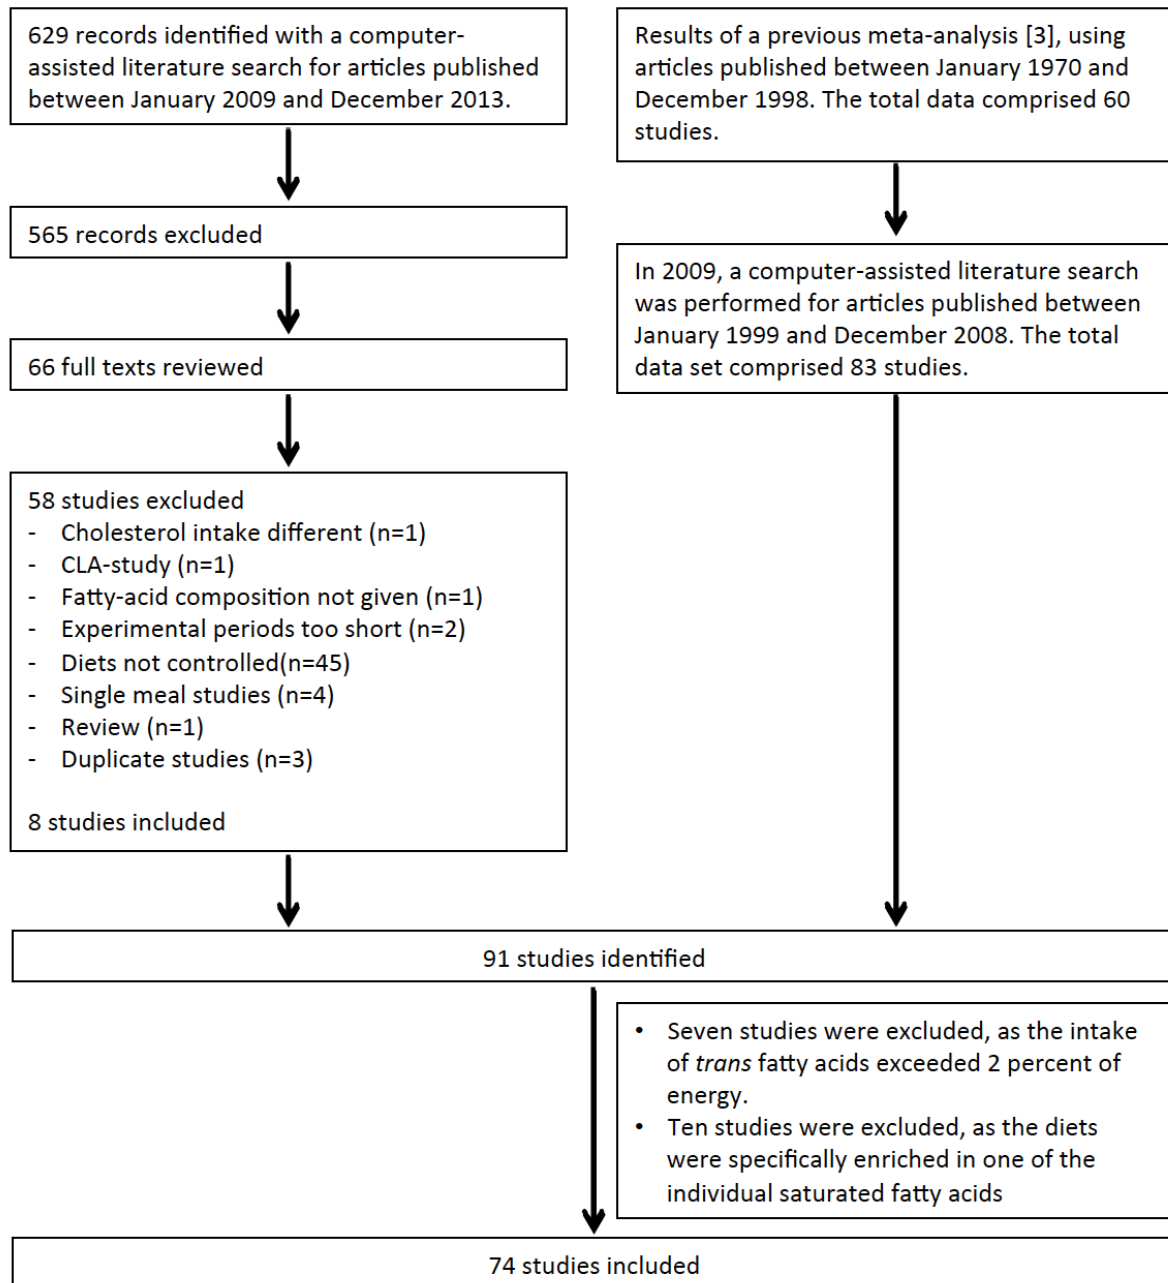 629 records identified with a computer-
assisted literature search for articles published
between January 2009 and December 2013.
Results of a previous meta-analysis [3], using
articles published between January 1970 and
December 1998. The total data comprised 60
studies.
565 records excluded
In 2009, a computer-assisted literature search
was performed for articles published between
January 1999 and December 2008. The total
data set comprised 83 studies.
66 full texts reviewed
58 studies excluded
- Cholesterol intake different (n=1)
- CLA-study (n=1)
- Fatty-acid composition not given (n=1)
- Experimental periods too short (n=2)
- Diets not controlled(n=45)
- Single meal studies (n=4)
- Review (n=1)
- Duplicate studies (n=3)
8 studies included
91 studies identified
• Seven studies were excluded, as the intake
of trans fatty acids exceeded 2 percent of
energy.
• Ten studies were excluded, as the diets
were specifically enriched in one of the
individual saturated fatty acids
74 studies included